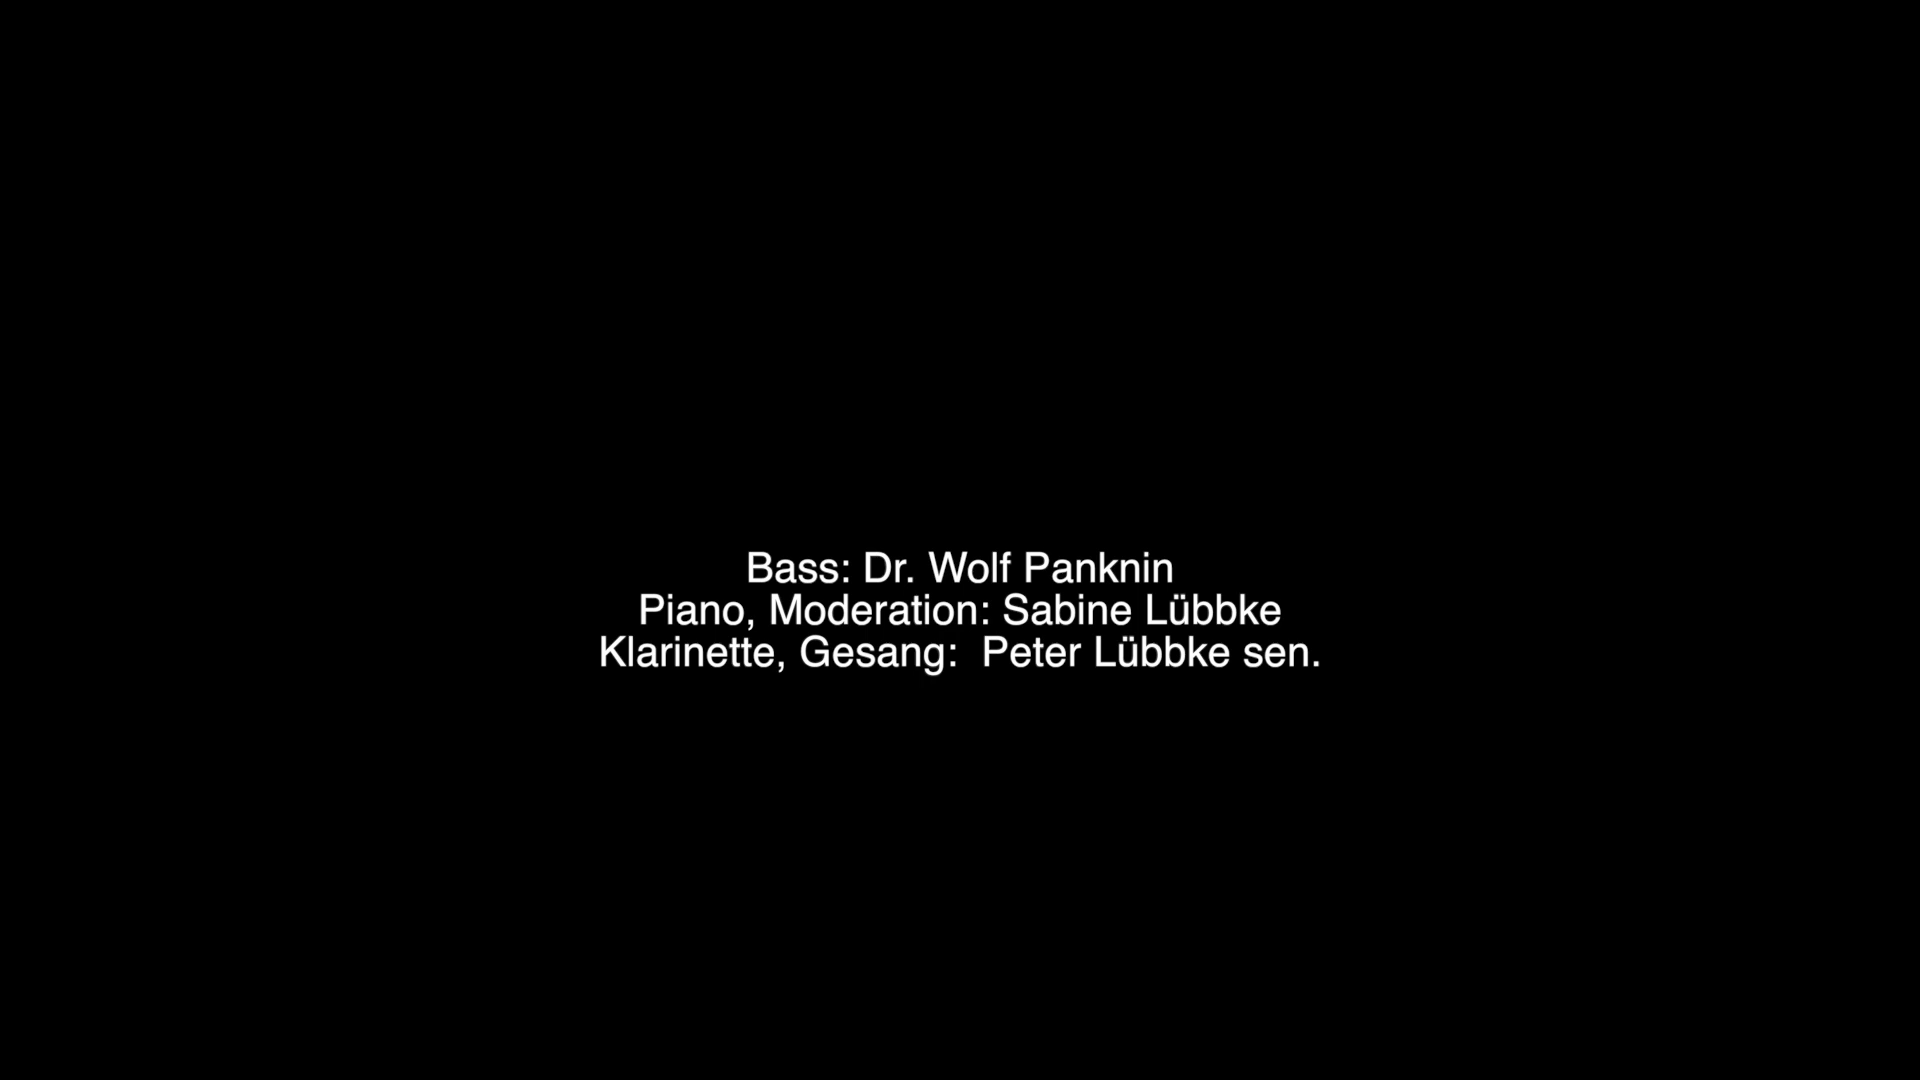 Bass: Dr. Wolf Panknin
Piano, Moderation: Sabine Lübbke
Klarinette, Gesang:  Peter Lübbke sen.